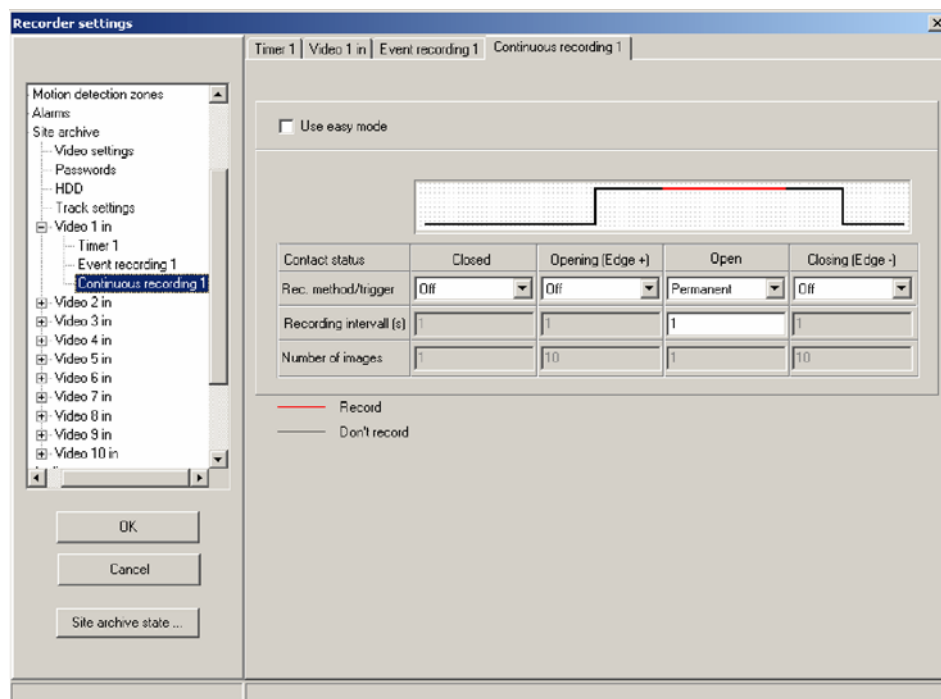 Recorder settings
Timer 1 Video 1 in Event recording 1 Continuous recording 1
Motion detection zones
Alarms
Site archive
Video settings
Passwords
HDD
Track settings
Video 1 in
Timer 1
Event recording 1
Continuous recording 1
Video 2 in
Video 3 in
Video 4 in
Video 5 in
Video 6 in
Video 7 in
Video 8 in
Video 9 in
Video 10 in
OK
Cancel
Site archive state ...
Use easy mode
Contact status Closed Opening (Edge +) Open Closing (Edge -)
Rec. method/trigger Off Off Permanent Off
Recording intervall (s) 1 1 1 1
Number of images 1 10 1 10
Record
Don't record